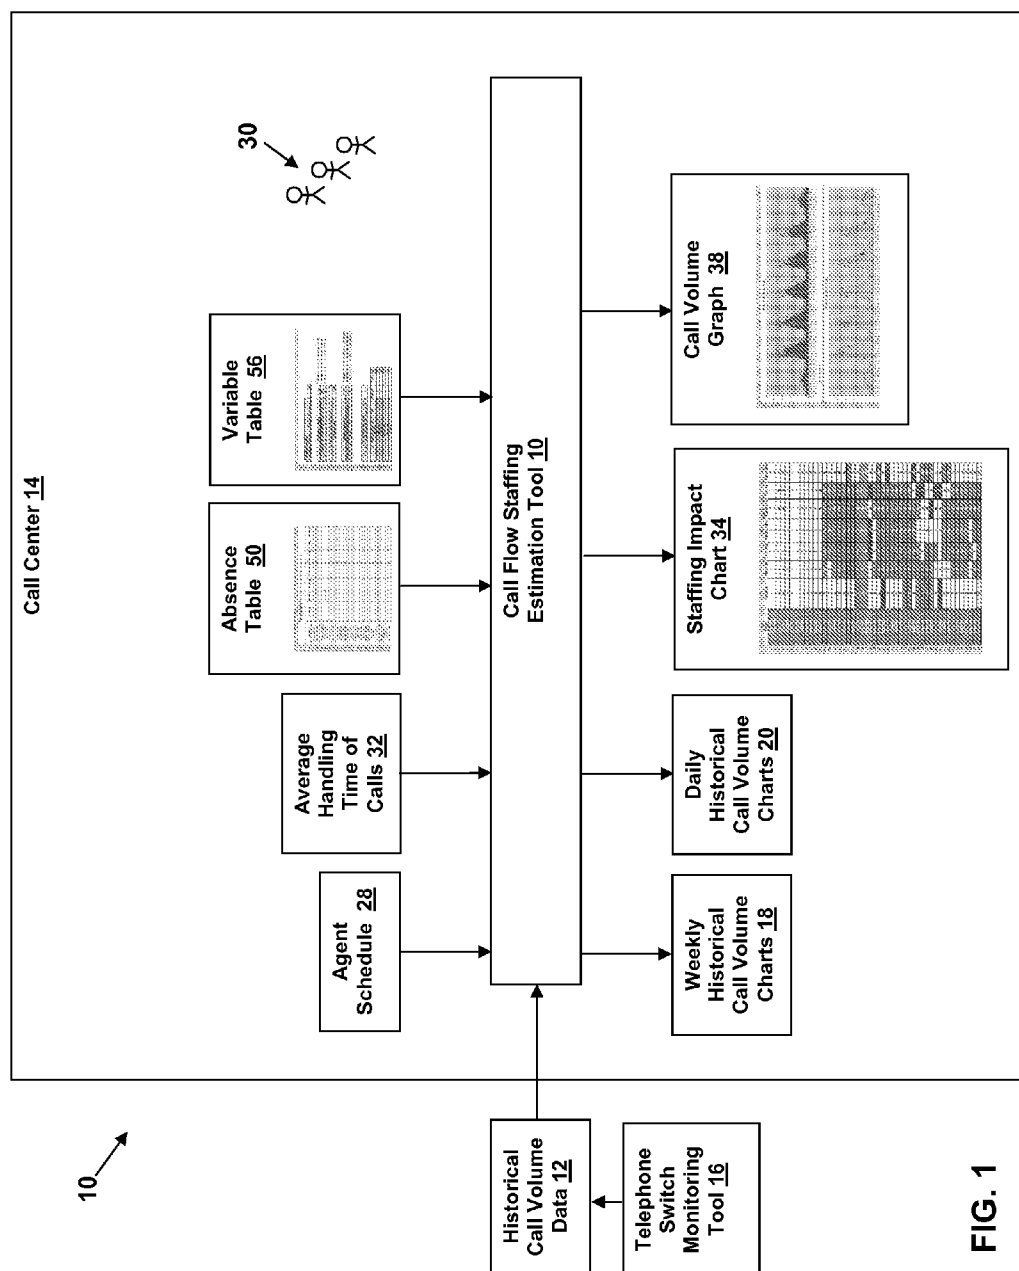 Call Center 14
10
30
Agent
Schedule 28
Average
Handling
Time of
Calls 32
Absence
Table 50
Variable
Table 56
Historical
Call Volume
Data 12
Telephone
Switch
Monitoring
Tool 16
Call Flow Staffing
Estimation Tool 10
Weekly
Historical
Call Volume
Charts 18
Daily
Historical
Call Volume
Charts 20
Staffing Impact
Chart 34
Call Volume
Graph 38
FIG. 1